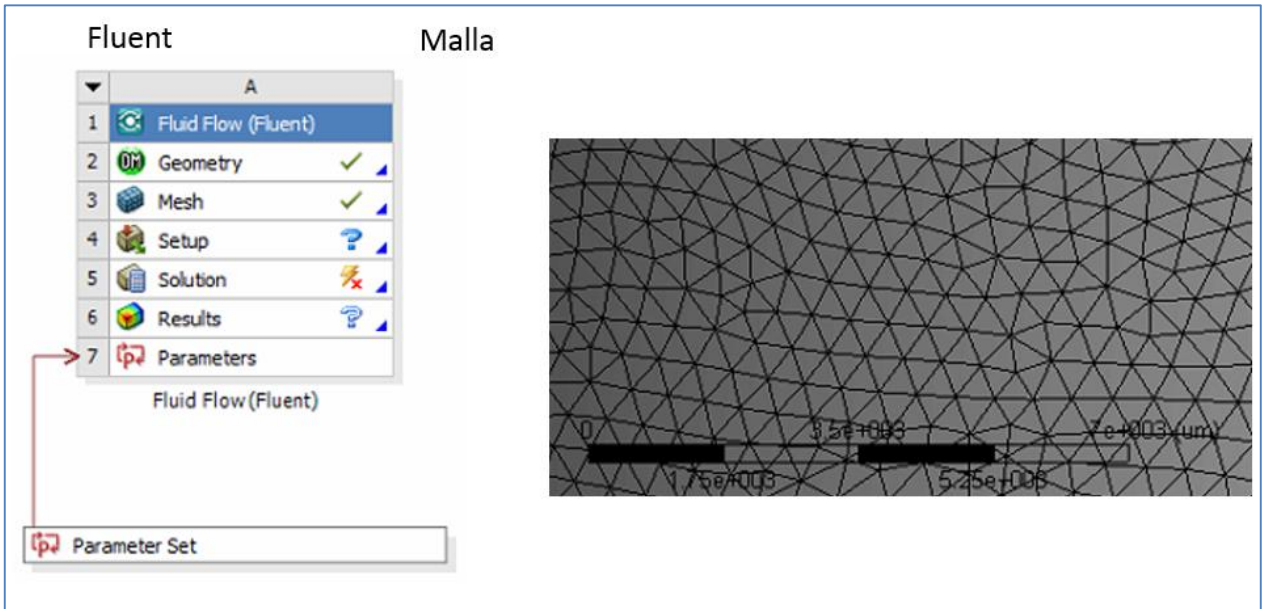 Fluent
Malla
A
1 Fluid Flow (Fluent)
2 DM Geometry
3 Mesh
4 Setup ?
5 Solution
6 Results ?
7 Parameters
Fluid Flow (Fluent)
0 3.5e+003 7e+003 (um)
1.75e+003 5.25e+003
Parameter Set